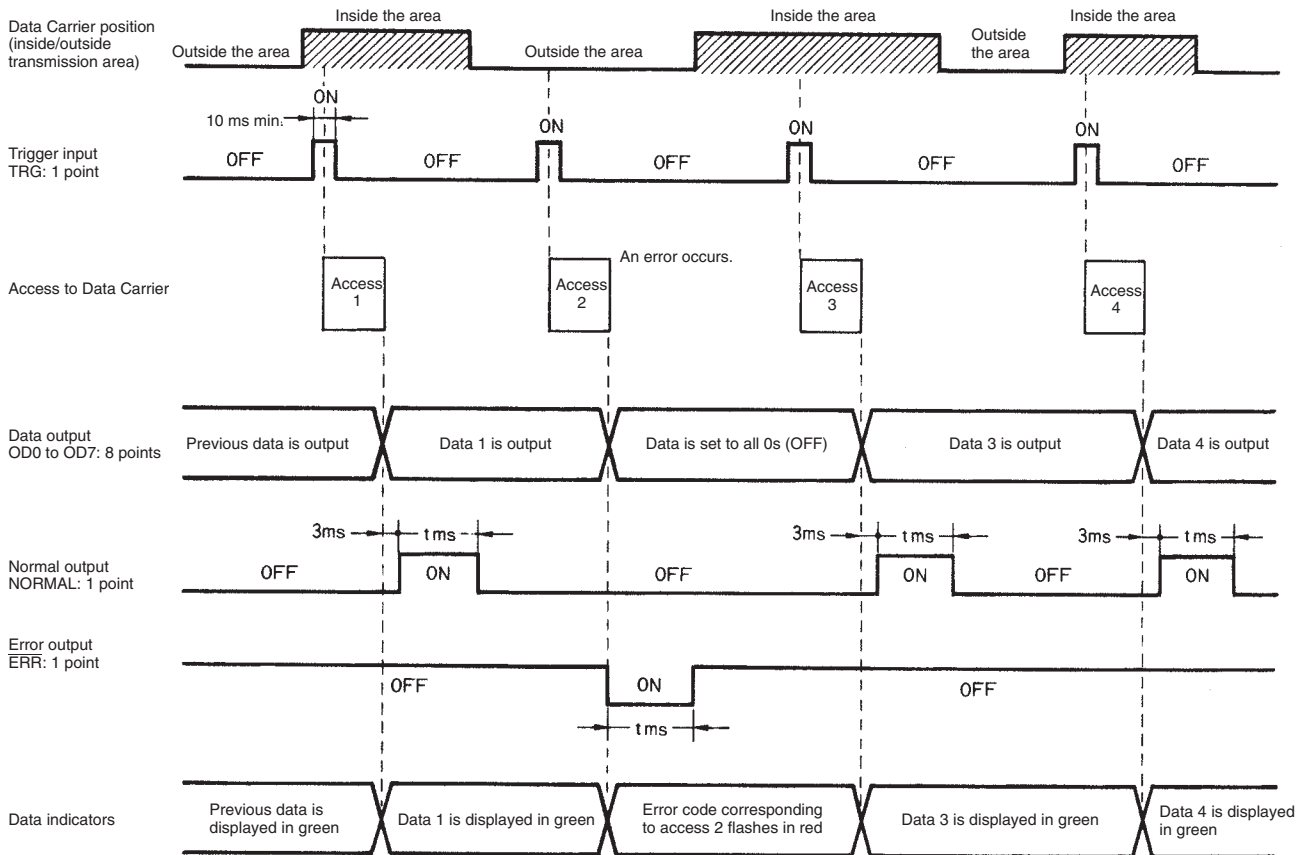 Data Carrier position
(inside/outside
transmission area)
Outside the area
Inside the area
Outside the area
Inside the area
Outside
the area
Inside the area
Trigger input
TRG: 1 point
10 ms min.
OFF
ON
OFF
ON
OFF
ON
OFF
ON
OFF
Access to Data Carrier
Access
1
Access
2
An error occurs.
Access
3
Access
4
Data output
OD0 to OD7: 8 points
Previous data is output
Data 1 is output
Data is set to all 0s (OFF)
Data 3 is output
Data 4 is output
Normal output
NORMAL: 1 point
OFF
3ms
t ms
ON
OFF
3ms
t ms
ON
OFF
3ms
t ms
ON
Error output
ERR: 1 point
OFF
ON
t ms
OFF
Data indicators
Previous data is
displayed in green
Data 1 is displayed in green
Error code corresponding
to access 2 flashes in red
Data 3 is displayed in green
Data 4 is displayed
in green